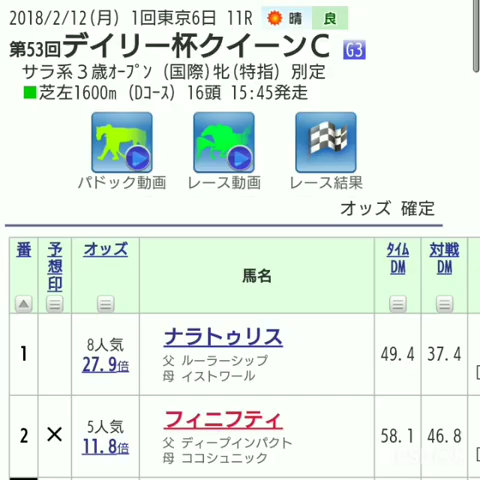 2018/2/12(月) 1回東京6日 11R 晴 良
第53回デイリー杯クイーンC G3
サラ系3歳ｵｰﾌﾟﾝ (国際)牝(特指) 別定
芝左1600m (Dコース) 16頭 15:45発走
パドック動画 レース動画 レース結果
オッズ 確定
番 予想印 オッズ 馬名 ﾀｲﾑDM 対戦DM
1 8人気 27.9倍 ナラトゥリス 49.4 37.4
父 ルーラーシップ
母 イストワール
2 × 5人気 11.8倍 フィニフティ 58.1 46.8
父 ディープインパクト
母 ココシュニック